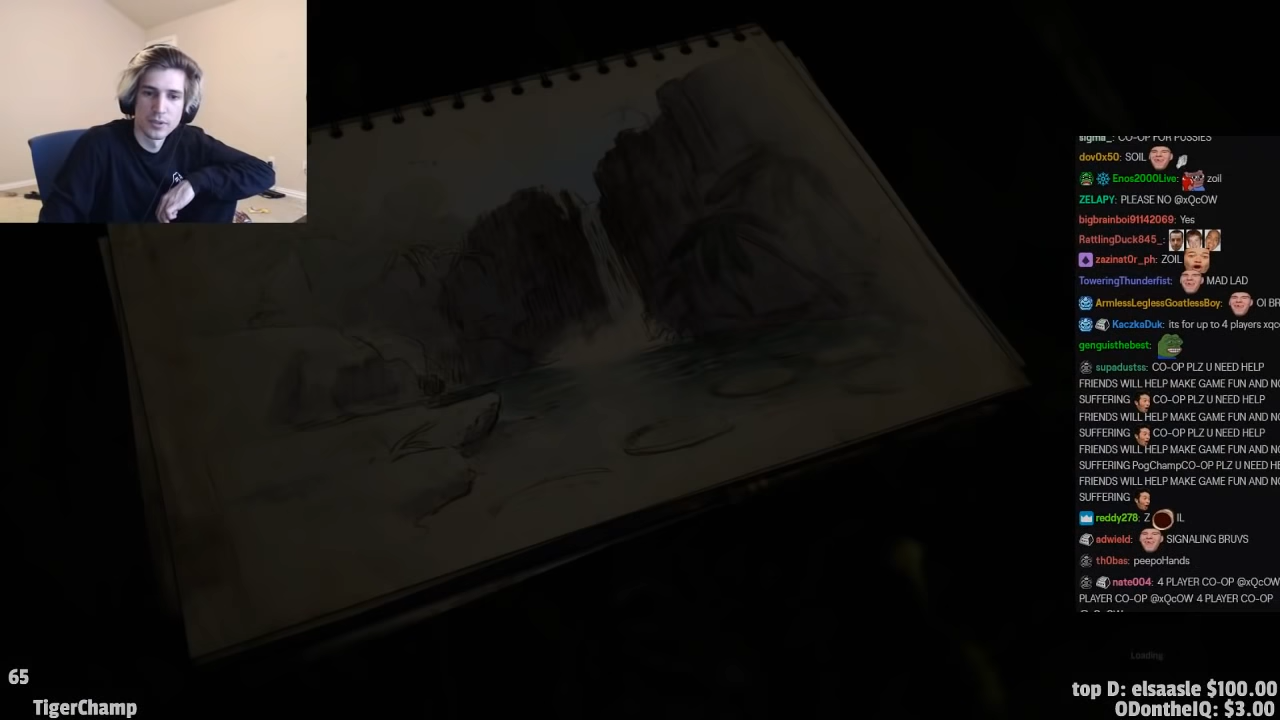 sigma_: CO-OP FOR PUSSIES
dov0x50: SOIL
Enos2000Live: zoil
ZELAPY: PLEASE NO @xQcOW
bigbrainboi91142069: Yes
RattlingDuck845_:
zazinat0r_ph: ZOIL
ToweringThunderfist: MAD LAD
ArmlessLeglessGoatlessBoy: OI BR
KaczkaDuk: its for up to 4 players xqc
genguisthebest:
supadustss: CO-OP PLZ U NEED HELP
FRIENDS WILL HELP MAKE GAME FUN AND NO
SUFFERING CO-OP PLZ U NEED HELP
FRIENDS WILL HELP MAKE GAME FUN AND NO
SUFFERING CO-OP PLZ U NEED HELP
FRIENDS WILL HELP MAKE GAME FUN AND NO
SUFFERING PogChampCO-OP PLZ U NEED HE
FRIENDS WILL HELP MAKE GAME FUN AND NO
SUFFERING
reddy278: Z IL
adwield: SIGNALING BRUVS
th0bas: peepoHands
nate004: 4 PLAYER CO-OP @xQcOW
PLAYER CO-OP @xQcOW 4 PLAYER CO-OP
Loading
65
TigerChamp
top D: elsaasle $100.00
ODontheIQ: $3.00